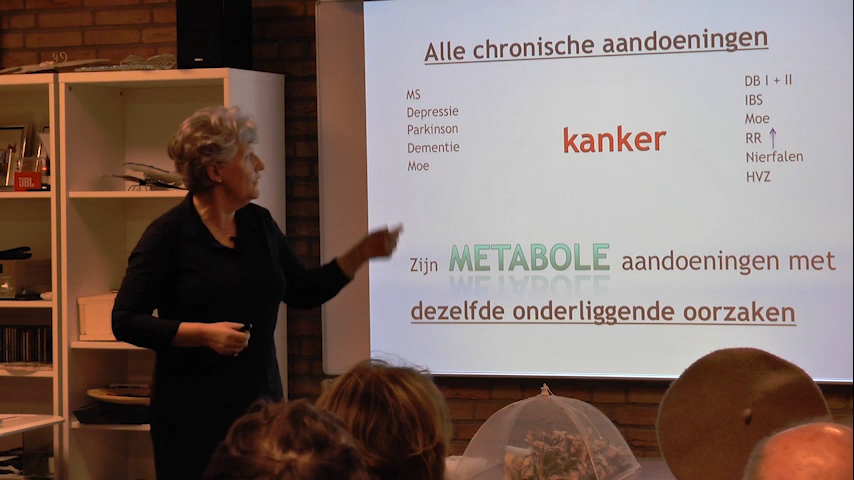 Alle chronische aandoeningen
MS
Depressie
Parkinson
Dementie
Moe
kanker
DB I + II
IBS
Moe
RR ↑
Nierfalen
HVZ
Zijn METABOLE aandoeningen met
dezelfde onderliggende oorzaken
UBL